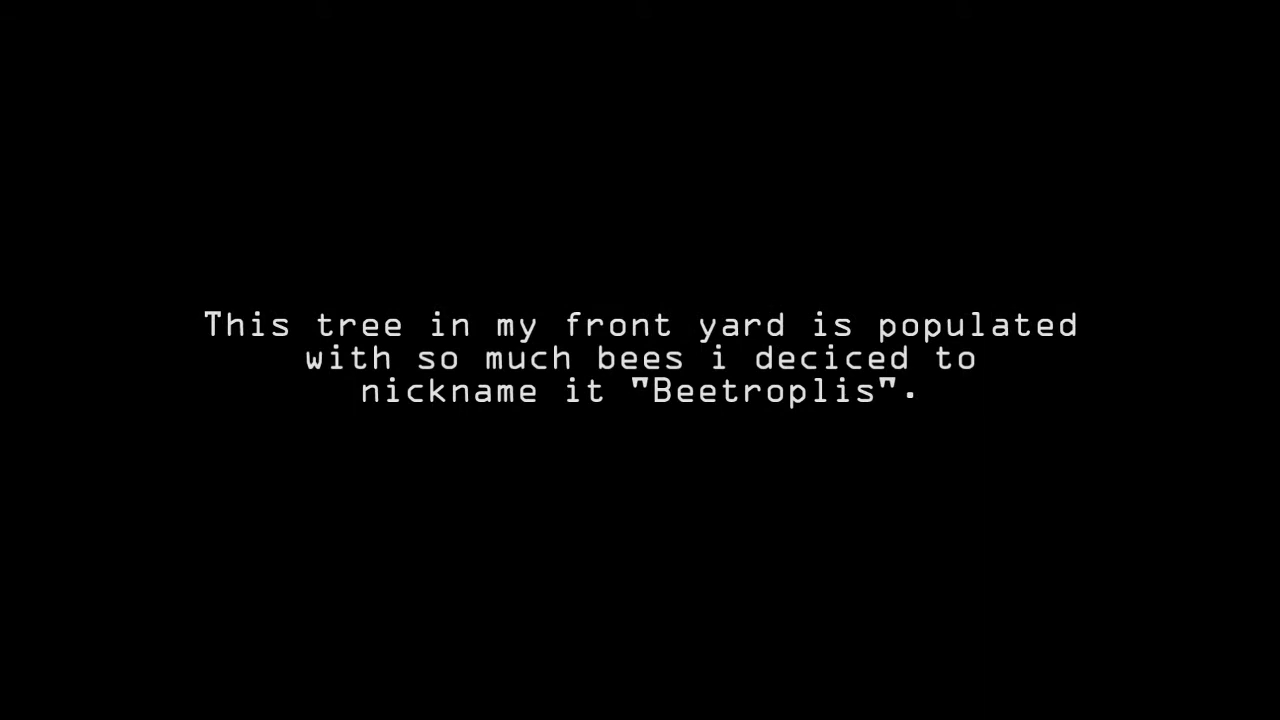 This tree in my front yard is populated
with so much bees i deciced to
nickname it "Beetroplis".